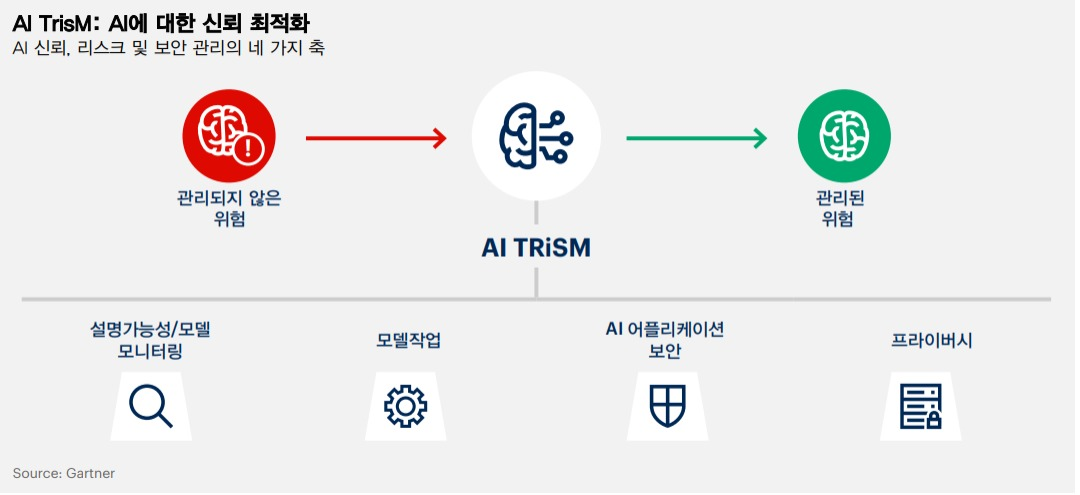 AI TrisM: AI에 대한 신뢰 최적화
AI 신뢰, 리스크 및 보안 관리의 네 가지 축
관리되지 않은
위험
관리된
위험
AI TRiSM
설명가능성/모델
모니터링
모델작업
AI 어플리케이션
보안
프라이버시
Source: Gartner